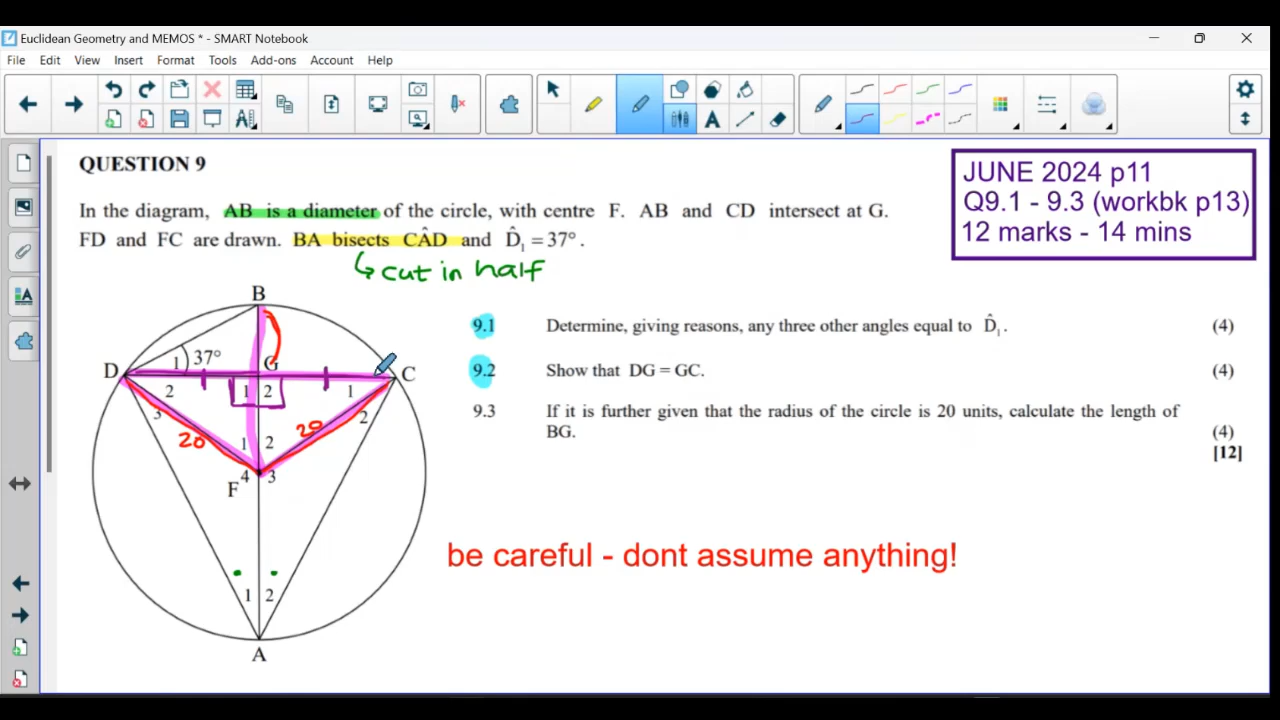 Euclidean Geometry and MEMOS * - SMART Notebook
File Edit View Insert Format Tools Add-ons Account Help
QUESTION 9
JUNE 2024 p11
Q9.1 - 9.3 (workbk p13)
12 marks - 14 mins
In the diagram, AB is a diameter of the circle, with centre F. AB and CD intersect at G.
FD and FC are drawn. BA bisects CÂD and D̂₁ = 37°.
↳ cut in half
B
D 1 37° G C
2 1 2 1
3 2
20 20
1 2
4 3
F
1 2
A
9.1 Determine, giving reasons, any three other angles equal to D̂₁. (4)
9.2 Show that DG = GC. (4)
9.3 If it is further given that the radius of the circle is 20 units, calculate the length of
BG. (4)
[12]
be careful - dont assume anything!